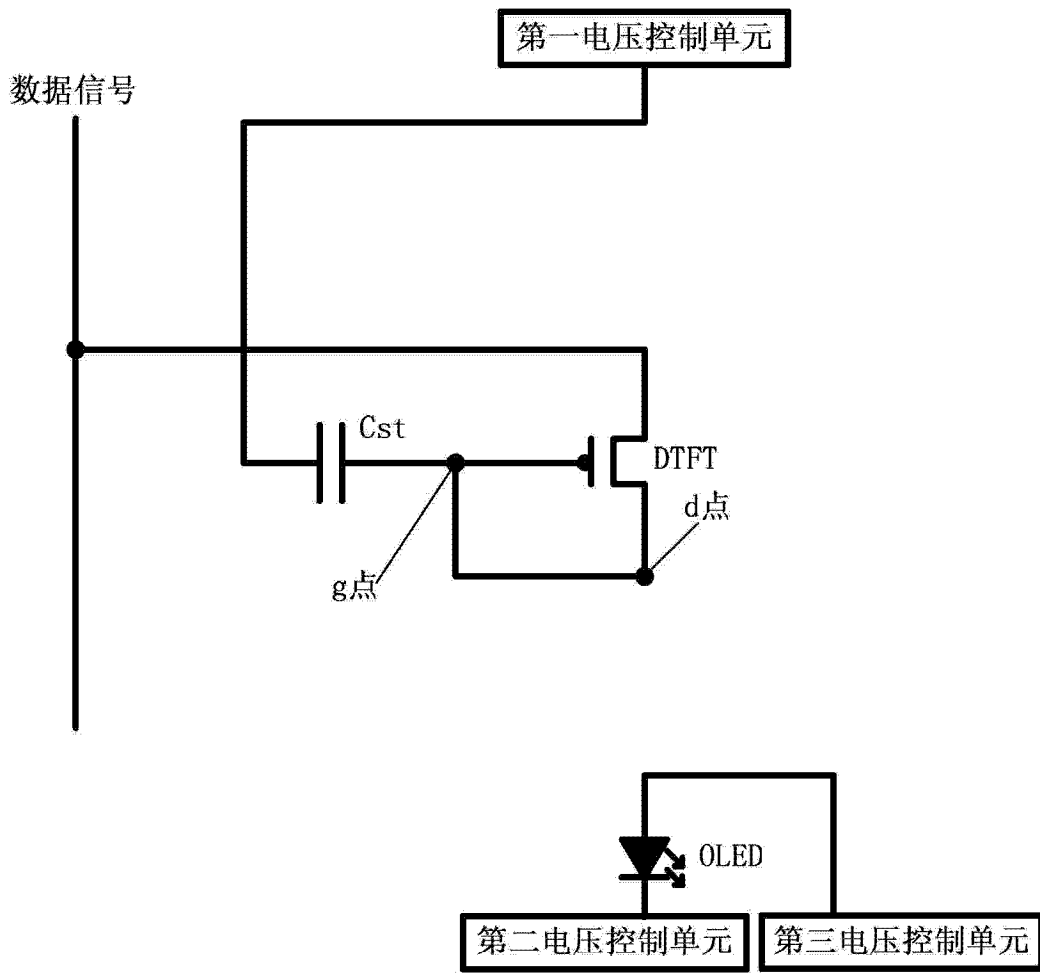 第一电压控制单元
数据信号
Cst
DTFT
d点
g点
OLED
第二电压控制单元
第三电压控制单元